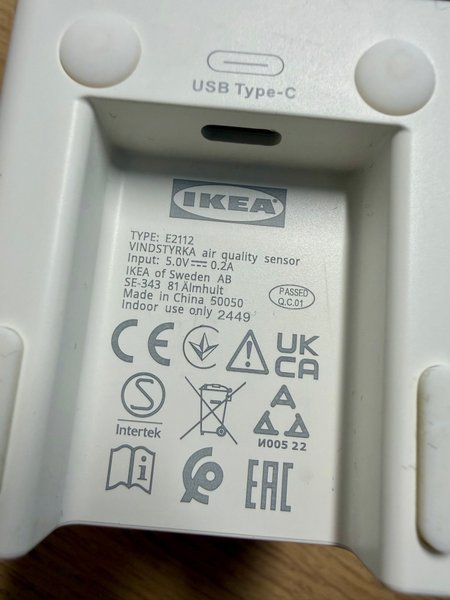 USB Type-C
IKEA
TYPE: E2112
VINDSTYRKA air quality sensor
Input: 5.0V⎓0.2A
IKEA of Sweden AB
SE-343 81 Älmhult
Made in China 50050
Indoor use only 2449
PASSED
Q.C.01
CE
UK
CA
S
Intertek
И005 22
i
EAC